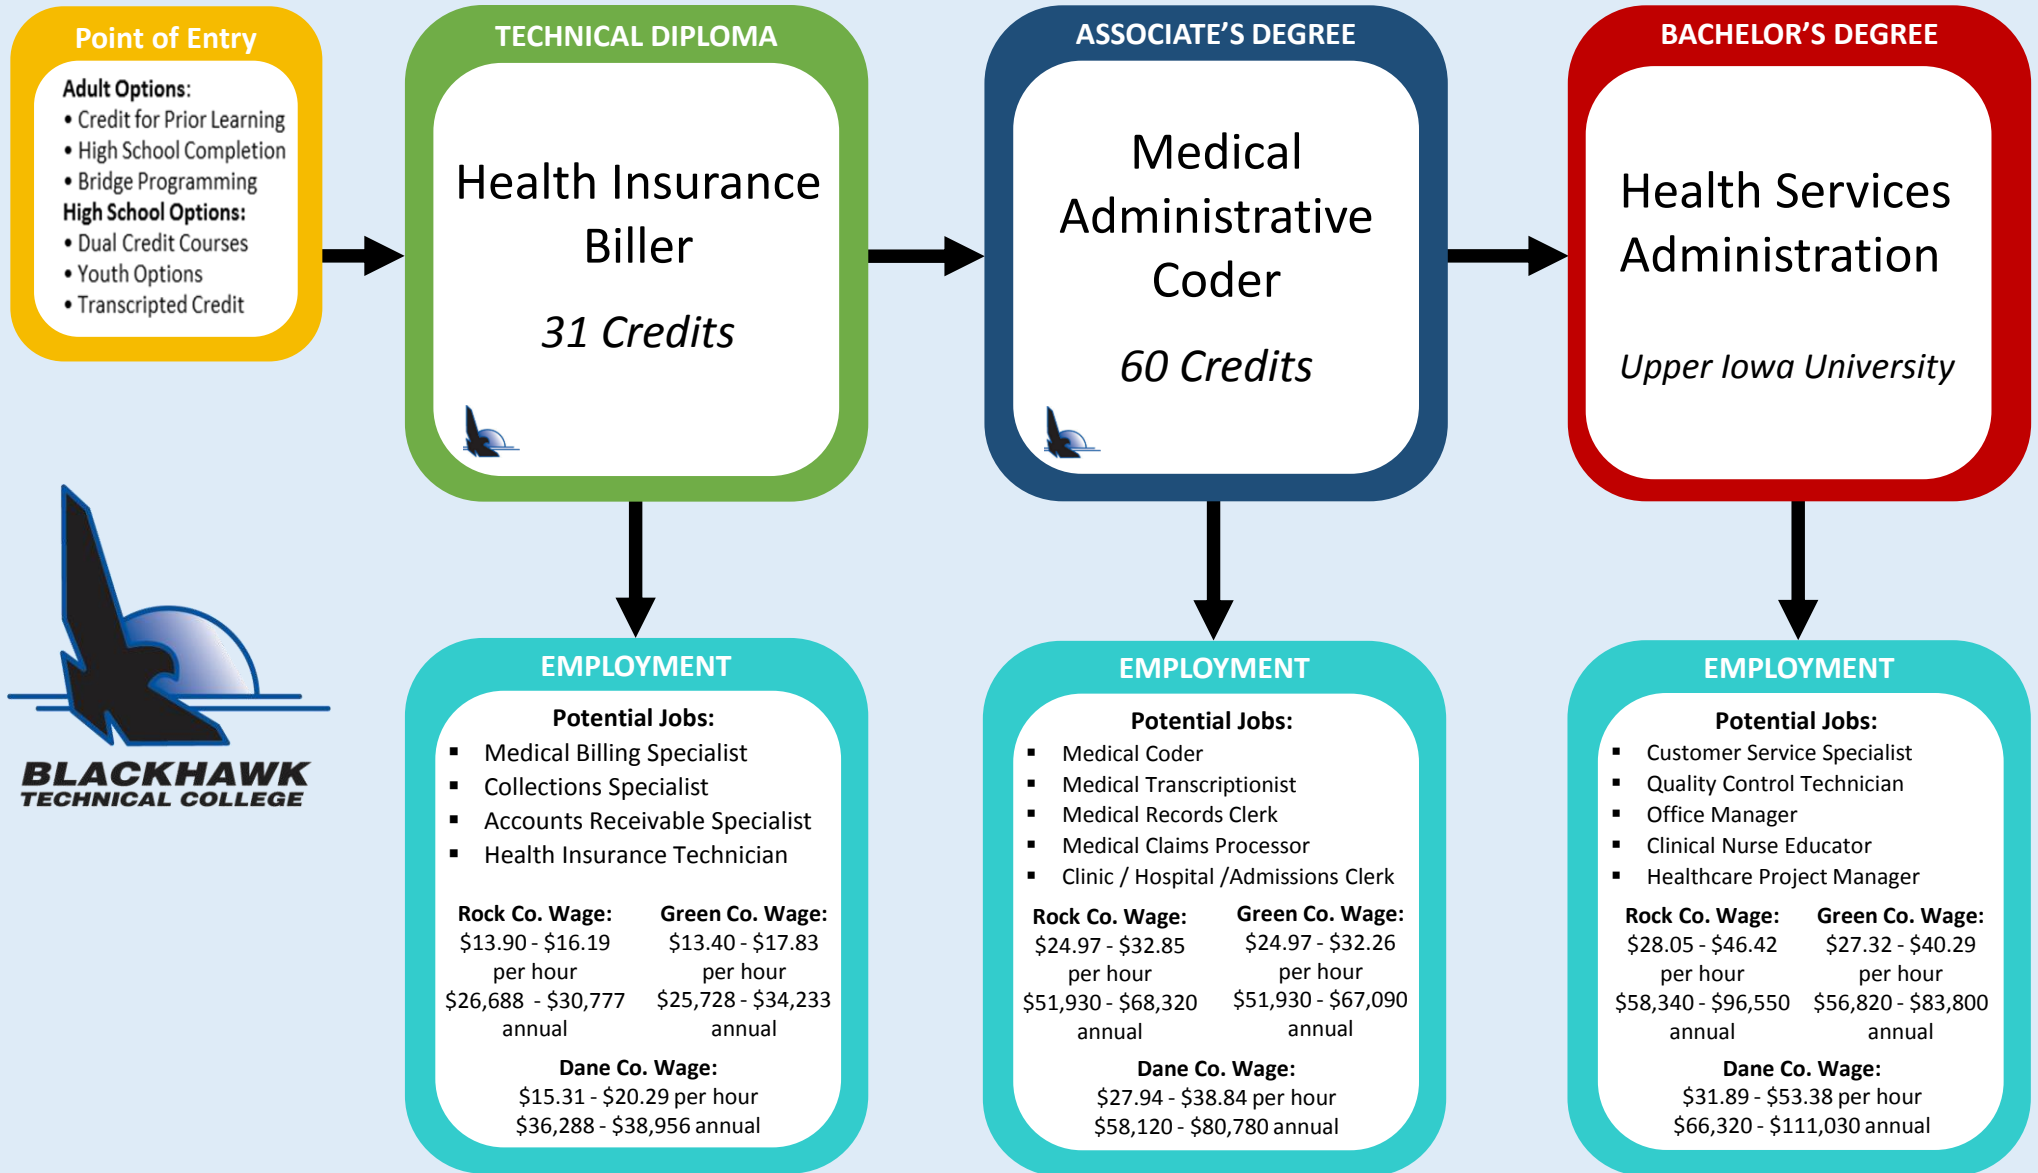 Point of Entry
Adult Options:
• Credit for Prior Learning
• High School Completion
• Bridge Programming
High School Options:
• Dual Credit Courses
• Youth Options
• Transcripted Credit
TECHNICAL DIPLOMA
Health Insurance
Biller
31 Credits
ASSOCIATE'S DEGREE
Medical
Administrative
Coder
60 Credits
BACHELOR'S DEGREE
Health Services
Administration
Upper Iowa University
BLACKHAWK
TECHNICAL COLLEGE
EMPLOYMENT
Potential Jobs:
▪ Medical Billing Specialist
▪ Collections Specialist
▪ Accounts Receivable Specialist
▪ Health Insurance Technician
Rock Co. Wage:
$13.90 - $16.19
per hour
$26,688 - $30,777
annual
Green Co. Wage:
$13.40 - $17.83
per hour
$25,728 - $34,233
annual
Dane Co. Wage:
$15.31 - $20.29 per hour
$36,288 - $38,956 annual
EMPLOYMENT
Potential Jobs:
▪ Medical Coder
▪ Medical Transcriptionist
▪ Medical Records Clerk
▪ Medical Claims Processor
▪ Clinic / Hospital /Admissions Clerk
Rock Co. Wage:
$24.97 - $32.85
per hour
$51,930 - $68,320
annual
Green Co. Wage:
$24.97 - $32.26
per hour
$51,930 - $67,090
annual
Dane Co. Wage:
$27.94 - $38.84 per hour
$58,120 - $80,780 annual
EMPLOYMENT
Potential Jobs:
▪ Customer Service Specialist
▪ Quality Control Technician
▪ Office Manager
▪ Clinical Nurse Educator
▪ Healthcare Project Manager
Rock Co. Wage:
$28.05 - $46.42
per hour
$58,340 - $96,550
annual
Green Co. Wage:
$27.32 - $40.29
per hour
$56,820 - $83,800
annual
Dane Co. Wage:
$31.89 - $53.38 per hour
$66,320 - $111,030 annual